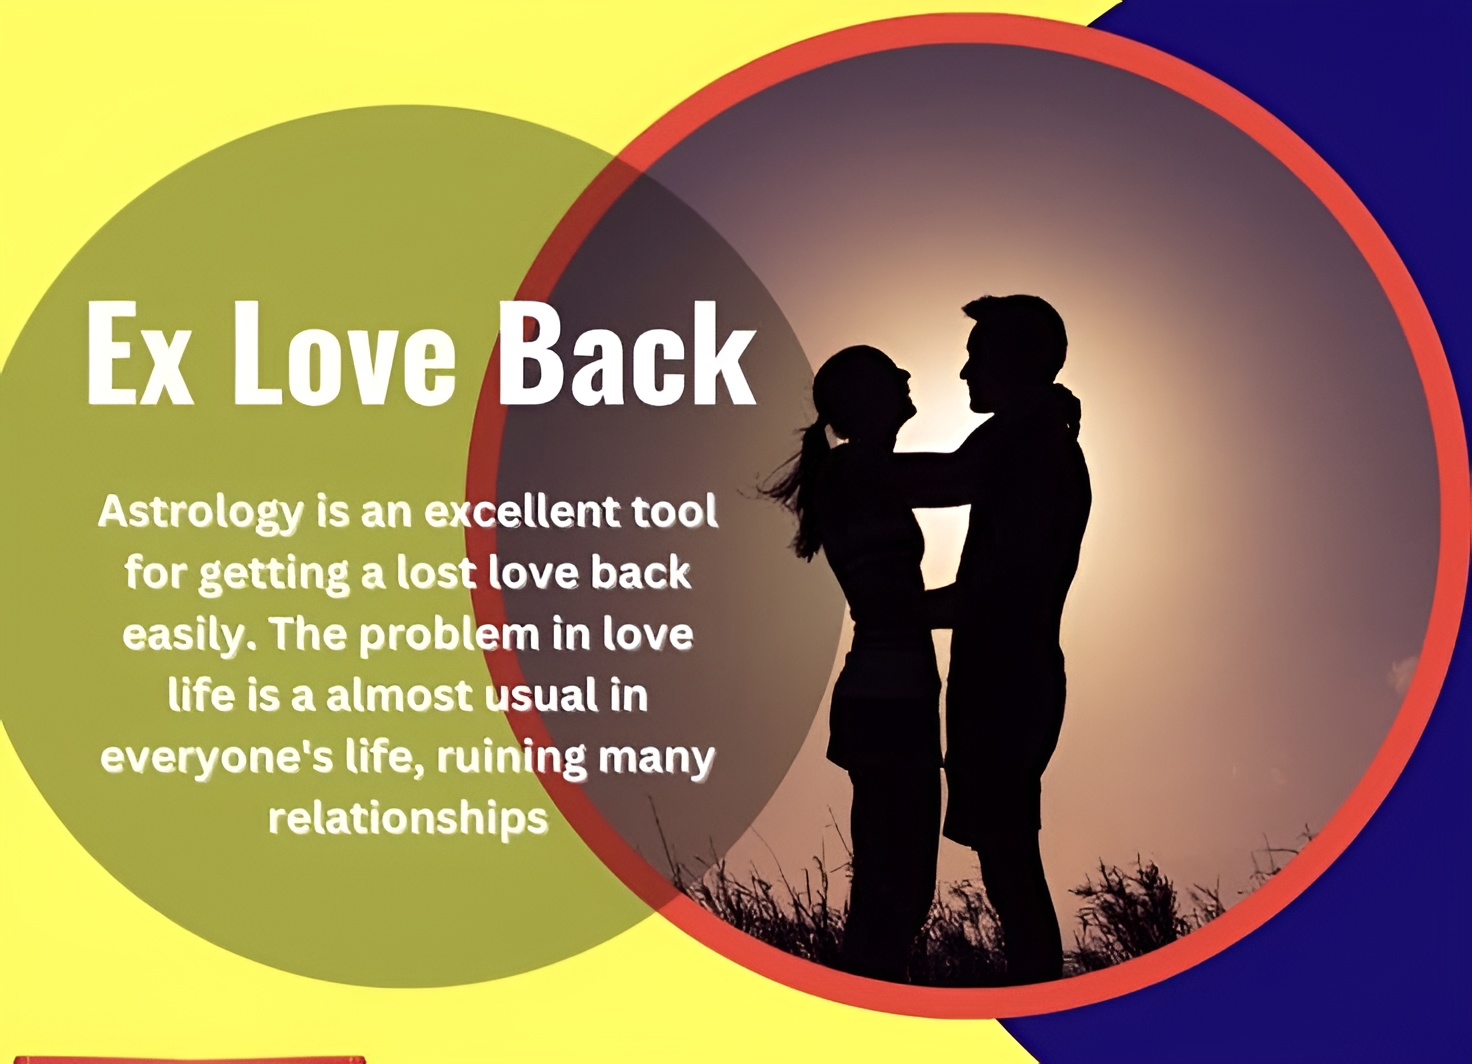 Ex Love Back
Astrology is an excellent tool
for getting a lost love back
easily. The problem in love
life is a almost usual in
everyone's life, ruining many
relationships